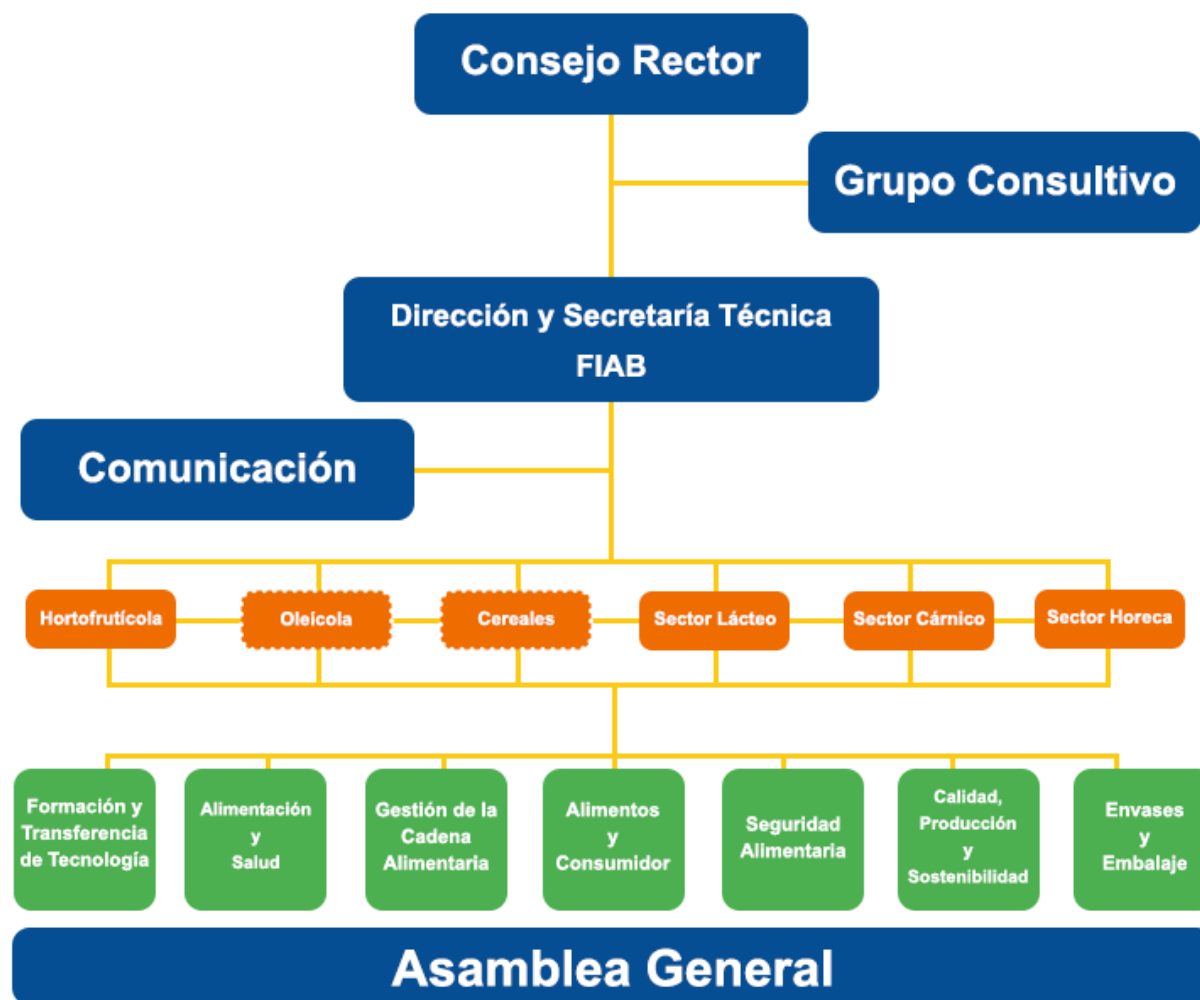 Consejo Rector
Grupo Consultivo
Dirección y Secretaría Técnica
FIAB
Comunicación
Hortofrutícola
Oleícola
Cereales
Sector Lácteo
Sector Cárnico
Sector Horeca
Formación y
Transferencia
de Tecnología
Alimentación
y
Salud
Gestión de la
Cadena
Alimentaria
Alimentos
y
Consumidor
Seguridad
Alimentaria
Calidad,
Producción
y
Sostenibilidad
Envases
y
Embalaje
Asamblea General